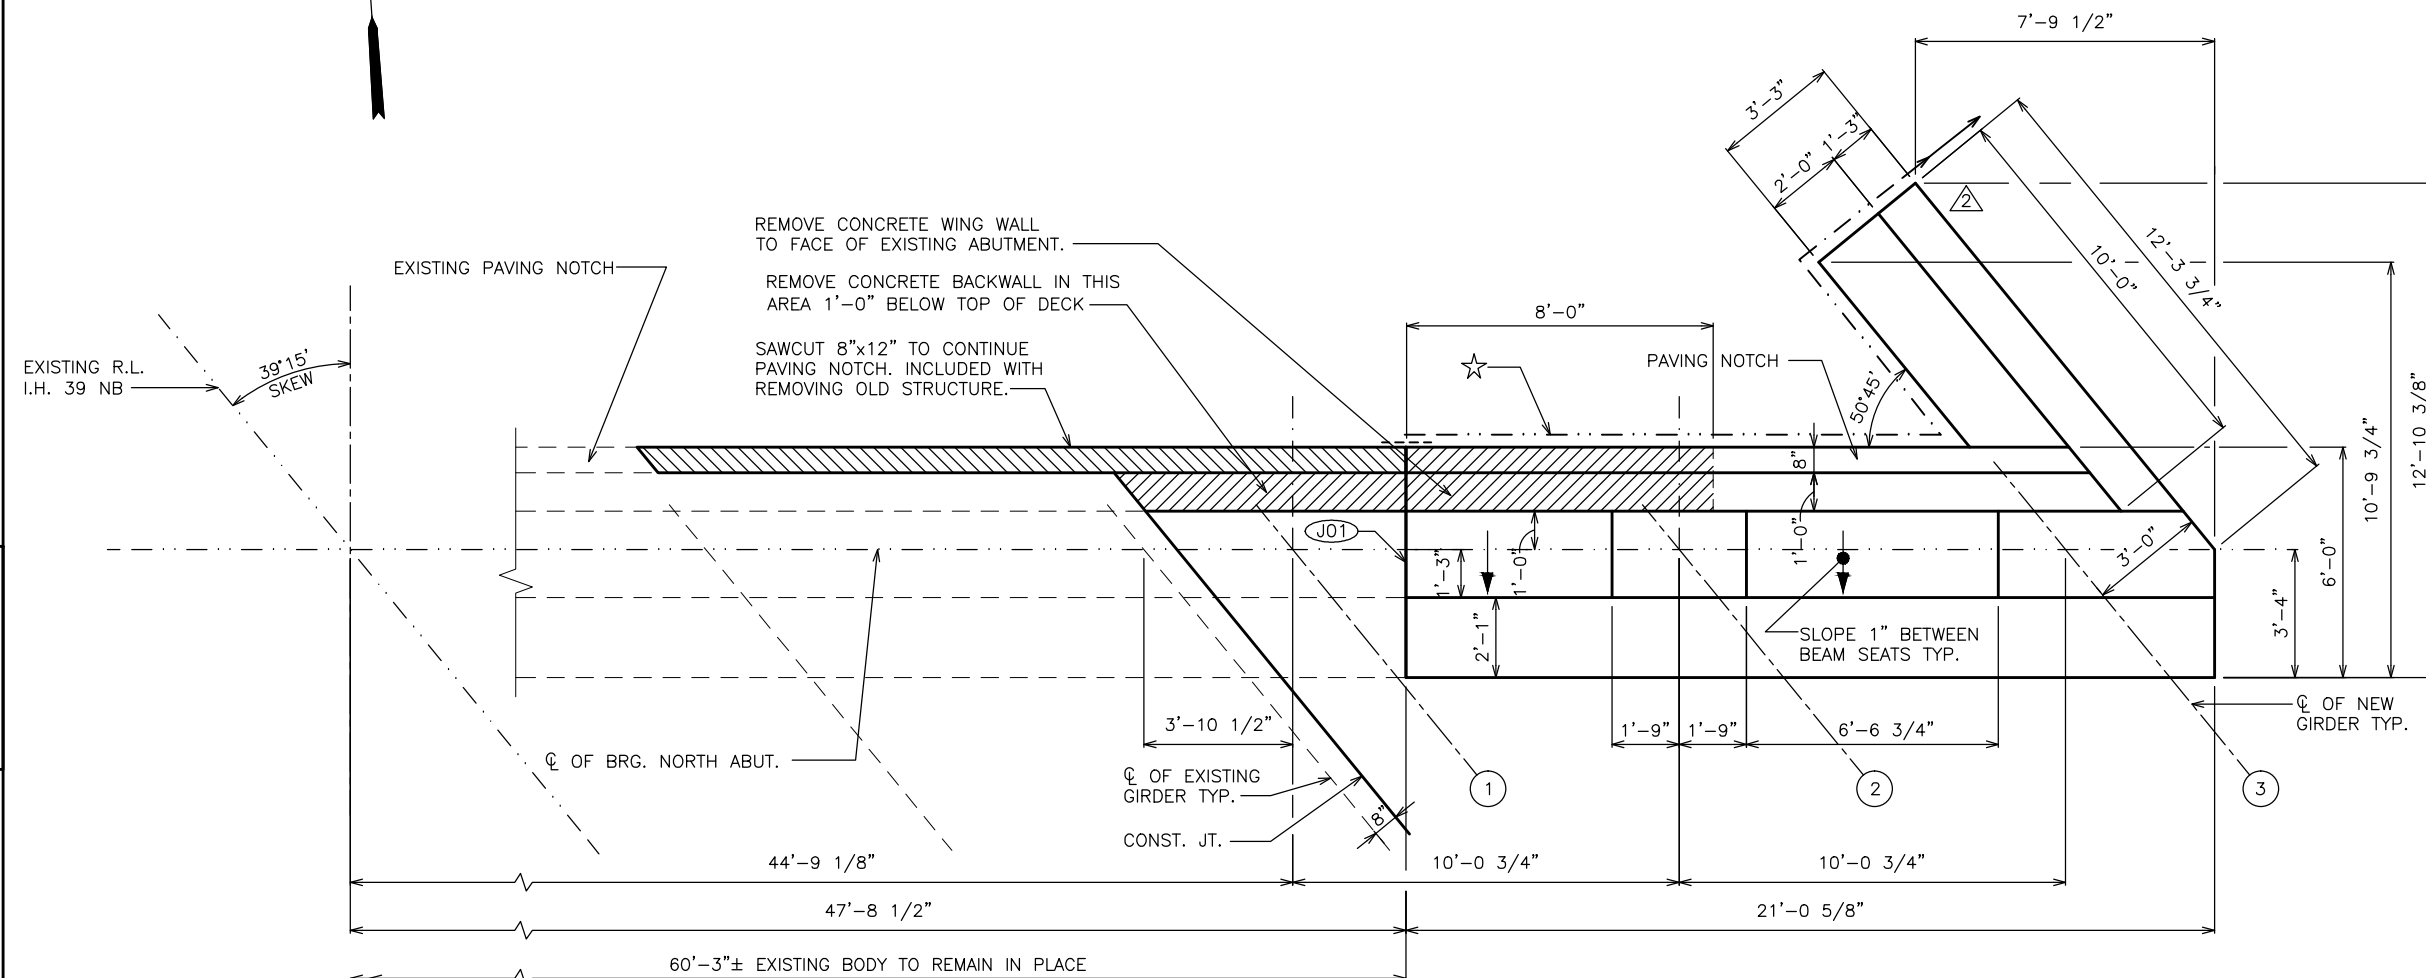 7'-9 1/2"
3'-3"
2'-0"
1'-3"
2
12'-3 3/4"
10'-0"
REMOVE CONCRETE WING WALL
TO FACE OF EXISTING ABUTMENT.
EXISTING PAVING NOTCH
REMOVE CONCRETE BACKWALL IN THIS
AREA 1'-0" BELOW TOP OF DECK
8'-0"
SAWCUT 8"x12" TO CONTINUE
PAVING NOTCH. INCLUDED WITH
REMOVING OLD STRUCTURE.
PAVING NOTCH
EXISTING R.L.
I.H. 39 NB
39°15'
SKEW
50°45'
12'-10 3/8"
10'-9 3/4"
8"
J01
1'-3"
1'-0"
1'-0"
3'-0"
6'-0"
3'-4"
2'-1"
SLOPE 1" BETWEEN
BEAM SEATS TYP.
℄ OF NEW
GIRDER TYP.
3'-10 1/2"
1'-9"
1'-9"
6'-6 3/4"
℄ OF BRG. NORTH ABUT.
℄ OF EXISTING
GIRDER TYP.
1
2
3
8"
CONST. JT.
44'-9 1/8"
10'-0 3/4"
10'-0 3/4"
47'-8 1/2"
21'-0 5/8"
60'-3"± EXISTING BODY TO REMAIN IN PLACE